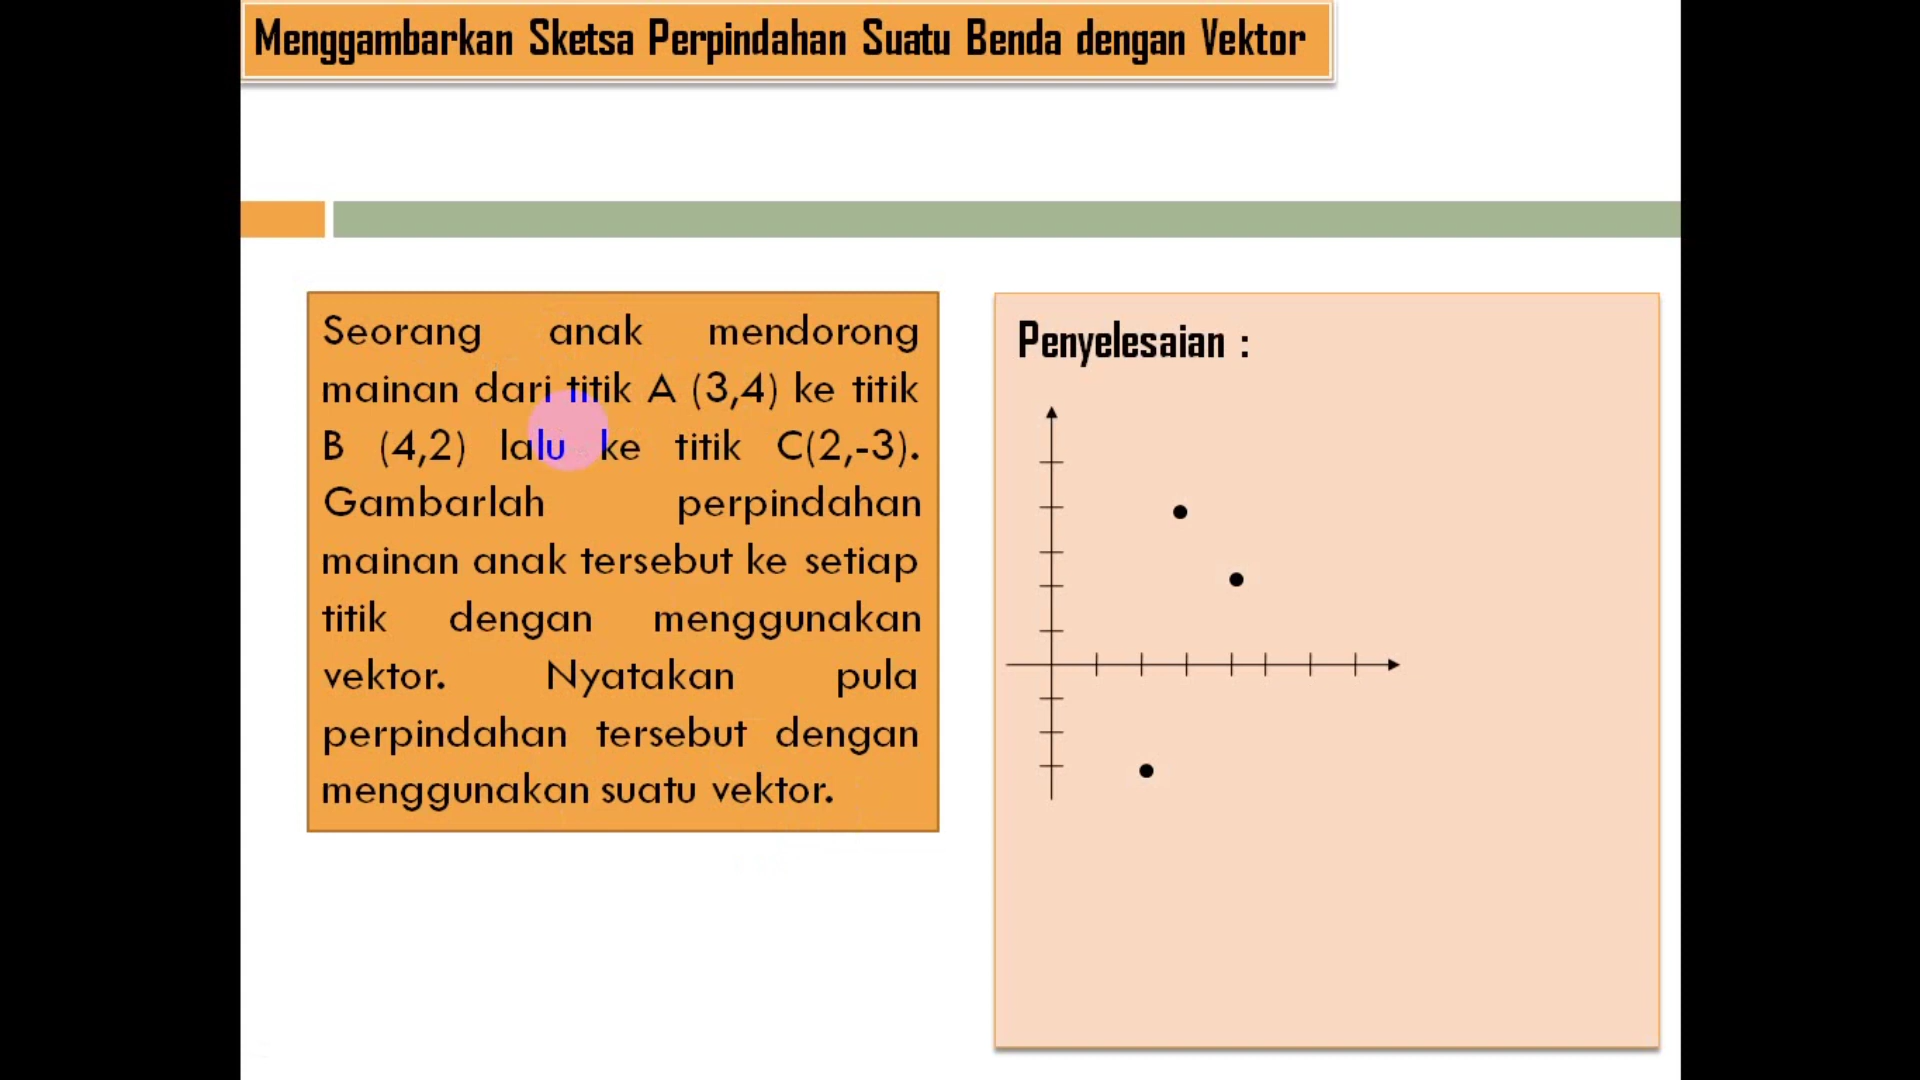 Menggambarkan Sketsa Perpindahan Suatu Benda dengan Vektor
Seorang anak mendorong
mainan dari titik A (3,4) ke titik
B (4,2) lalu ke titik C(2,-3).
Gambarlah perpindahan
mainan anak tersebut ke setiap
titik dengan menggunakan
vektor. Nyatakan pula
perpindahan tersebut dengan
menggunakan suatu vektor.
Penyelesaian :